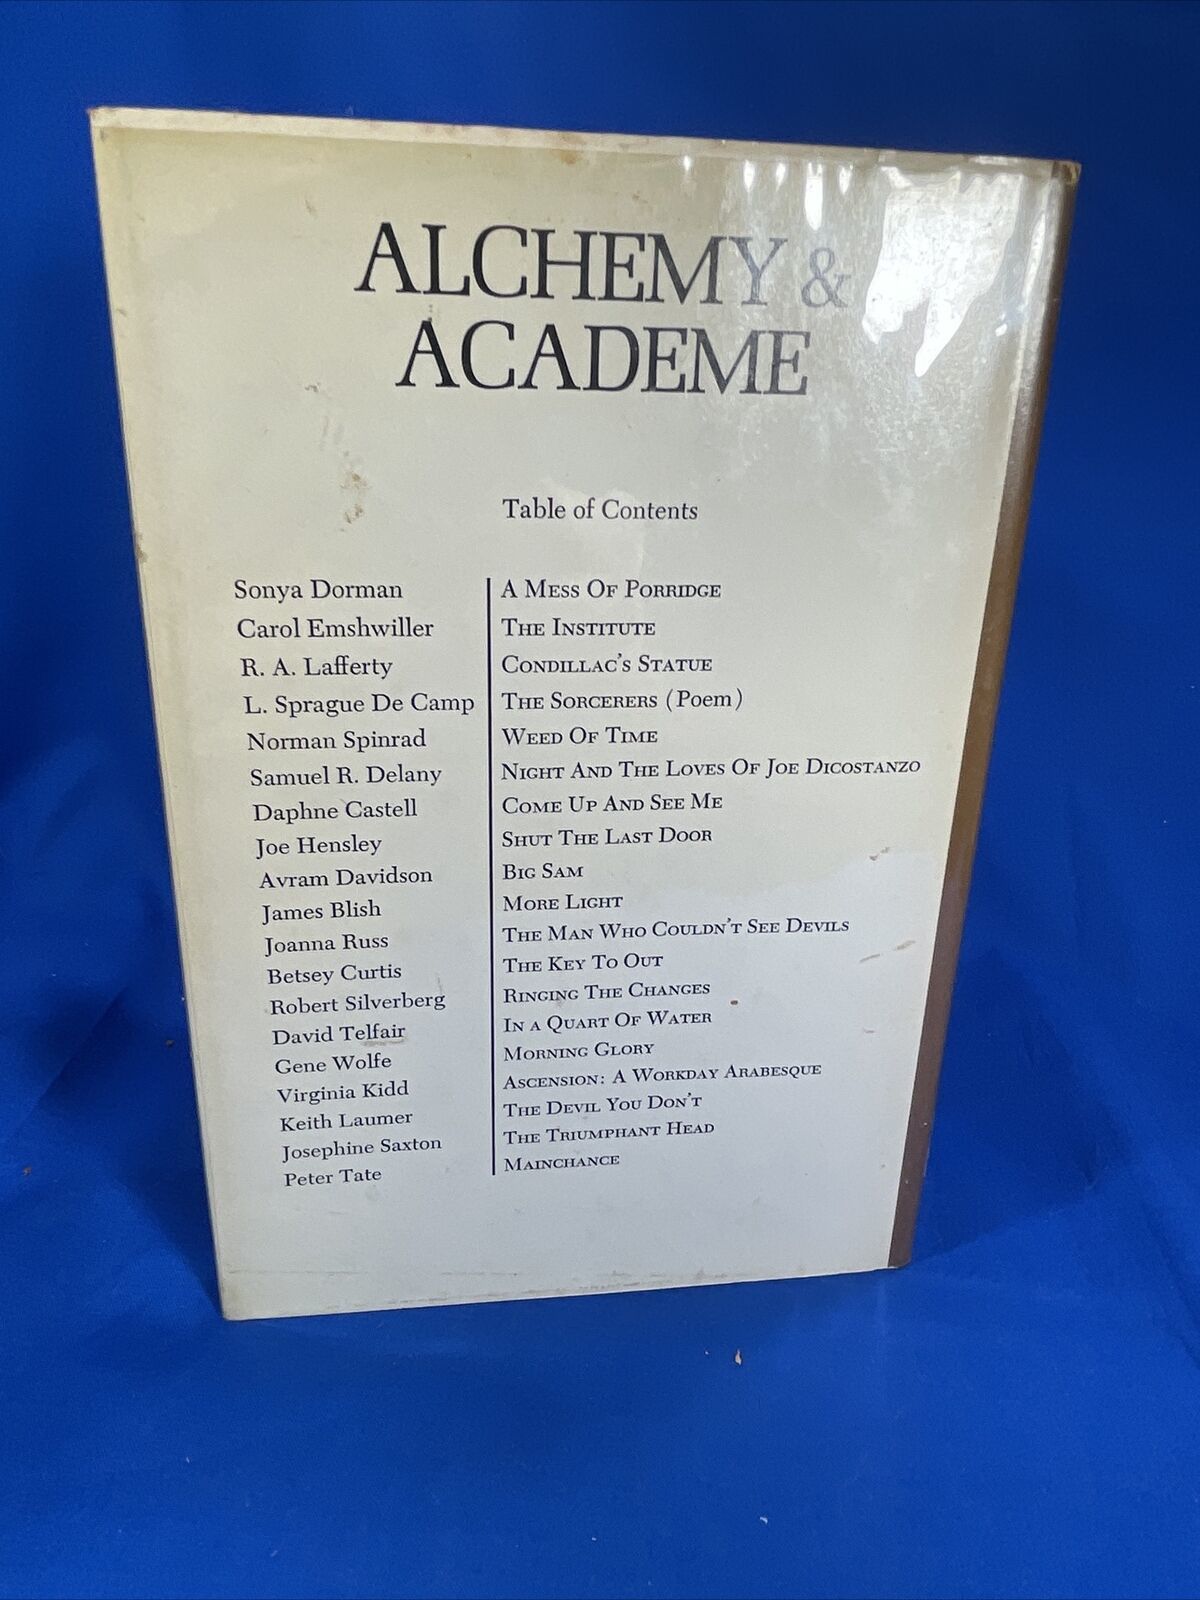 ALCHEMY &
ACADEME
Table of Contents
Sonya Dorman A Mess Of Porridge
Carol Emshwiller The Institute
R. A. Lafferty Condillac's Statue
L. Sprague De Camp The Sorcerers (Poem)
Norman Spinrad Weed Of Time
Samuel R. Delany Night And The Loves Of Joe Dicostanzo
Daphne Castell Come Up And See Me
Joe Hensley Shut The Last Door
Avram Davidson Big Sam
James Blish More Light
Joanna Russ The Man Who Couldn't See Devils
Betsey Curtis The Key To Out
Robert Silverberg Ringing The Changes
David Telfair In a Quart Of Water
Gene Wolfe Morning Glory
Virginia Kidd Ascension: A Workday Arabesque
Keith Laumer The Devil You Don't
Josephine Saxton The Triumphant Head
Peter Tate Mainchance